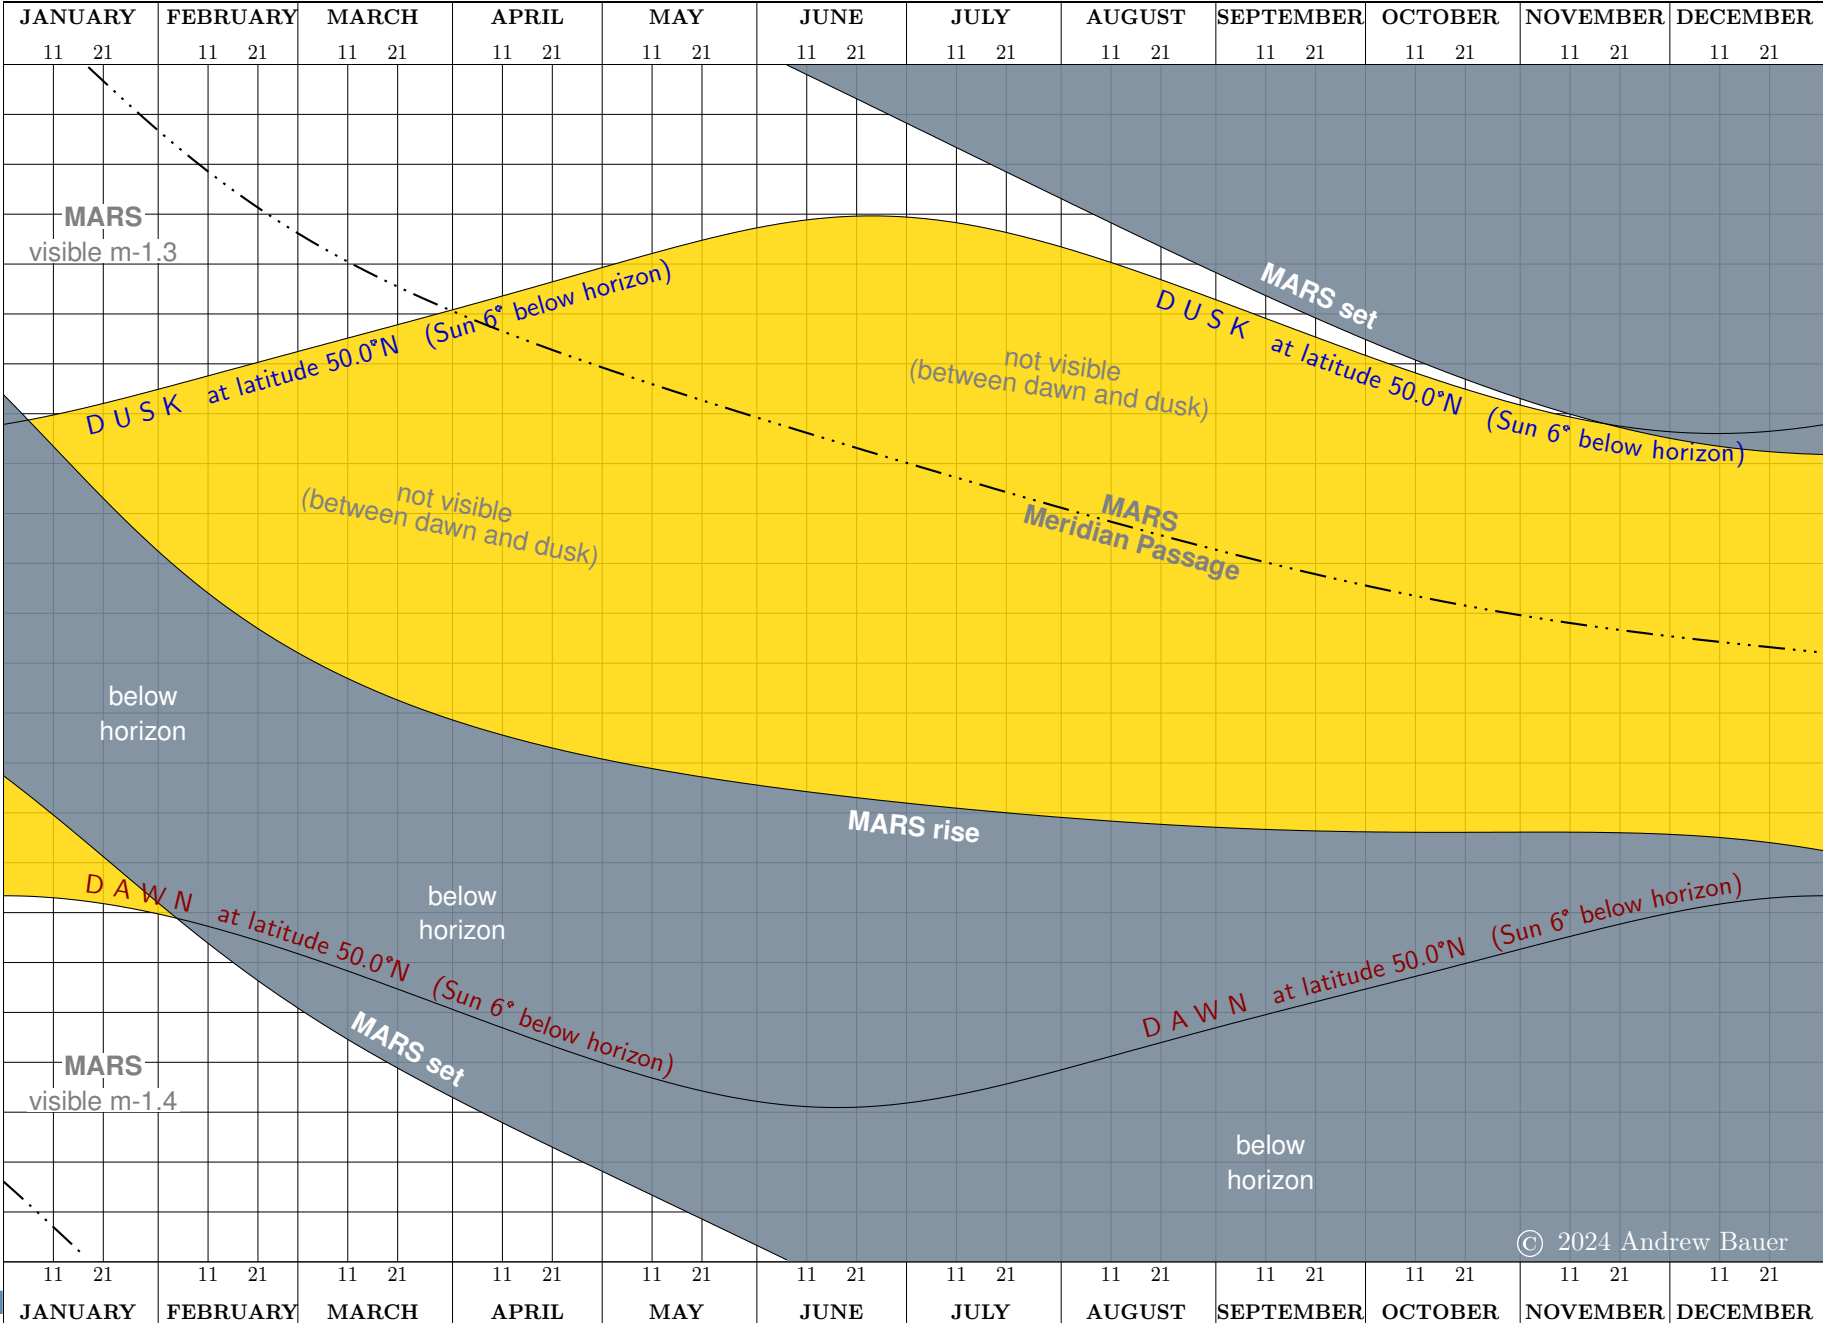 JANUARY FEBRUARY MARCH APRIL MAY JUNE JULY AUGUST SEPTEMBER OCTOBER NOVEMBER DECEMBER
11 21 11 21 11 21 11 21 11 21 11 21 11 21 11 21 11 21 11 21 11 21 11 21
MARS
visible m-1.3
MARS set
DUSK at latitude 50.0°N (Sun 6° below horizon)
DUSK at latitude 50.0°N (Sun 6° below horizon)
not visible
(between dawn and dusk)
not visible
(between dawn and dusk)
MARS
Meridian Passage
below
horizon
MARS rise
DAWN at latitude 50.0°N (Sun 6° below horizon)
below
horizon
DAWN at latitude 50.0°N (Sun 6° below horizon)
MARS set
MARS
visible m-1.4
below
horizon
© 2024 Andrew Bauer
11 21 11 21 11 21 11 21 11 21 11 21 11 21 11 21 11 21 11 21 11 21 11 21
JANUARY FEBRUARY MARCH APRIL MAY JUNE JULY AUGUST SEPTEMBER OCTOBER NOVEMBER DECEMBER